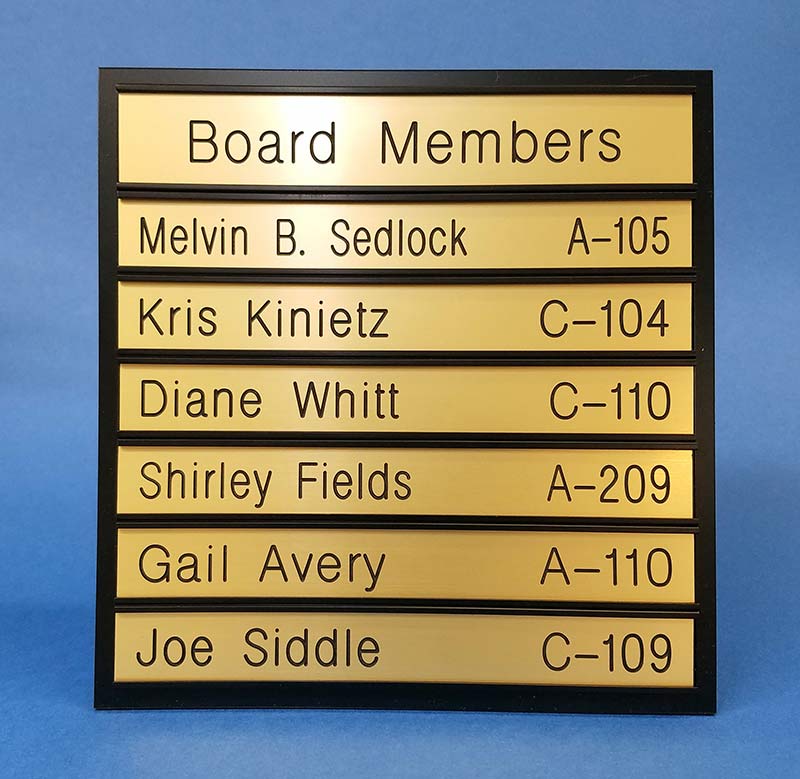 Board Members
Melvin B. Sedlock A-105
Kris Kinietz C-104
Diane Whitt C-110
Shirley Fields A-209
Gail Avery A-110
Joe Siddle C-109